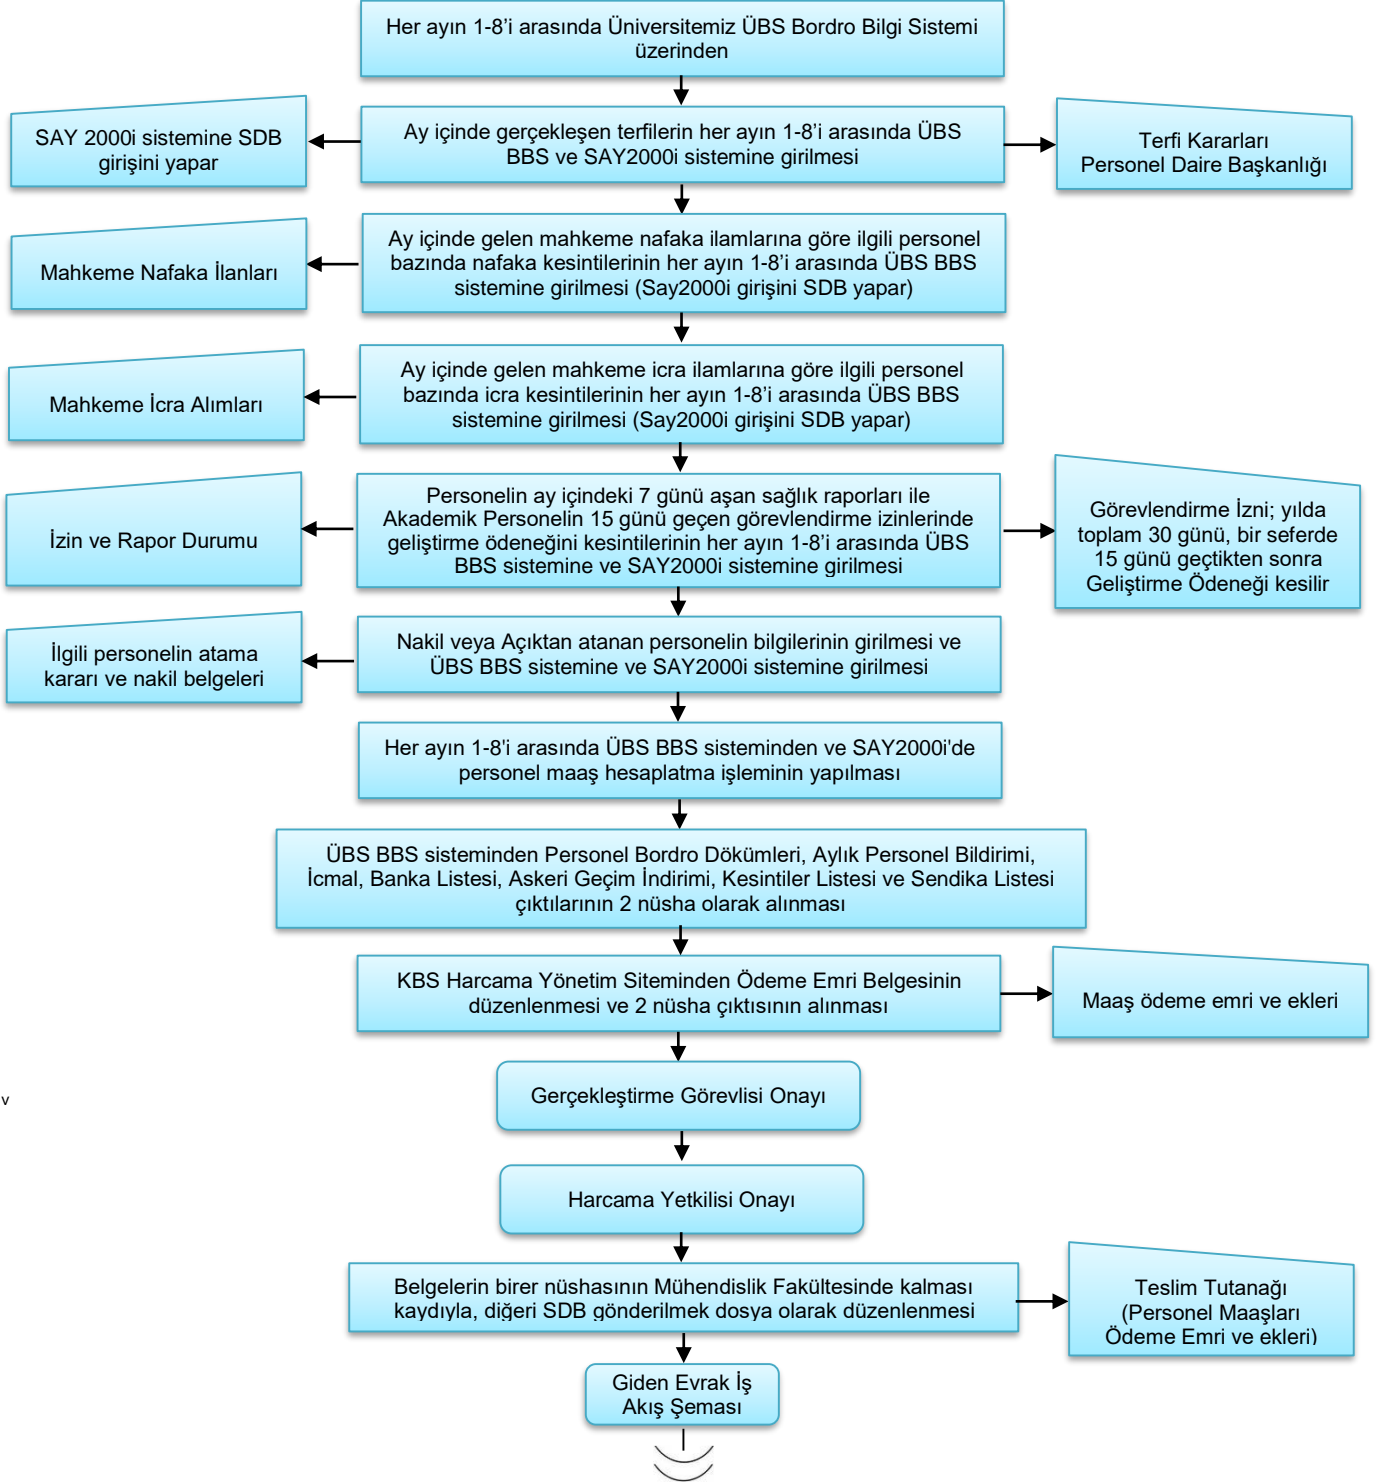 Her ayın 1-8’i arasında Üniversitemiz ÜBS Bordro Bilgi Sistemi
üzerinden
SAY 2000i sistemine SDB
girişini yapar
Ay içinde gerçekleşen terfilerin her ayın 1-8’i arasında ÜBS
BBS ve SAY2000i sistemine girilmesi
Terfi Kararları
Personel Daire Başkanlığı
Mahkeme Nafaka İlanları
Ay içinde gelen mahkeme nafaka ilamlarına göre ilgili personel
bazında nafaka kesintilerinin her ayın 1-8’i arasında ÜBS BBS
sistemine girilmesi (Say2000i girişini SDB yapar)
Mahkeme İcra Alımları
Ay içinde gelen mahkeme icra ilamlarına göre ilgili personel
bazında icra kesintilerinin her ayın 1-8’i arasında ÜBS BBS
sistemine girilmesi (Say2000i girişini SDB yapar)
İzin ve Rapor Durumu
Personelin ay içindeki 7 günü aşan sağlık raporları ile
Akademik Personelin 15 günü geçen görevlendirme izinlerinde
geliştirme ödeneğini kesintilerinin her ayın 1-8’i arasında ÜBS
BBS sistemine ve SAY2000i sistemine girilmesi
Görevlendirme İzni; yılda
toplam 30 günü, bir seferde
15 günü geçtikten sonra
Geliştirme Ödeneği kesilir
İlgili personelin atama
kararı ve nakil belgeleri
Nakil veya Açıktan atanan personelin bilgilerinin girilmesi ve
ÜBS BBS sistemine ve SAY2000i sistemine girilmesi
Her ayın 1-8'i arasında ÜBS BBS sisteminden ve SAY2000i'de
personel maaş hesaplatma işleminin yapılması
ÜBS BBS sisteminden Personel Bordro Dökümleri, Aylık Personel Bildirimi,
İcmal, Banka Listesi, Askeri Geçim İndirimi, Kesintiler Listesi ve Sendika Listesi
çıktılarının 2 nüsha olarak alınması
KBS Harcama Yönetim Siteminden Ödeme Emri Belgesinin
düzenlenmesi ve 2 nüsha çıktısının alınması
Maaş ödeme emri ve ekleri
Gerçekleştirme Görevlisi Onayı
v
Harcama Yetkilisi Onayı
Belgelerin birer nüshasının Mühendislik Fakültesinde kalması
kaydıyla, diğeri SDB gönderilmek dosya olarak düzenlenmesi
Teslim Tutanağı
(Personel Maaşları
Ödeme Emri ve ekleri)
Giden Evrak İş
Akış Şeması